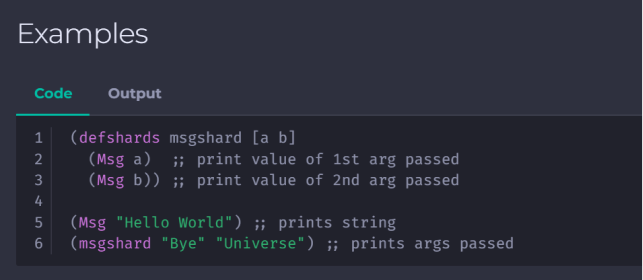 Examples
Code Output
1 (defshards msgshard [a b]
2 (Msg a) ;; print value of 1st arg passed
3 (Msg b)) ;; print value of 2nd arg passed
4
5 (Msg "Hello World") ;; prints string
6 (msgshard "Bye" "Universe") ;; prints args passed